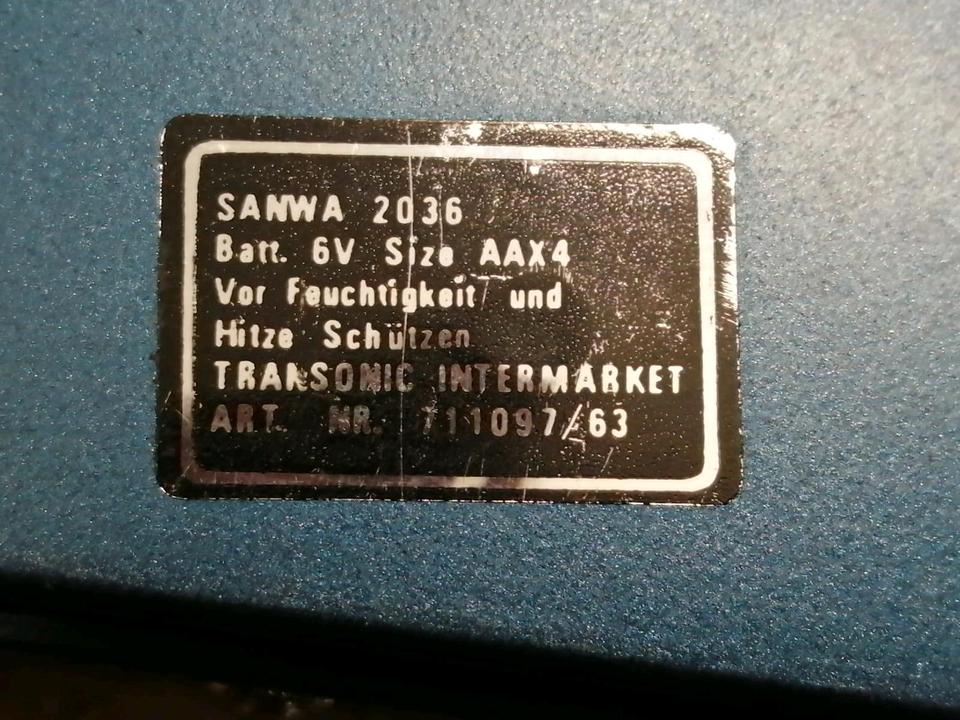 SANWA 2036
Batt. 6V Size AAX4
Vor Feuchtigkeit und
Hitze Schützen
TRANSONIC INTERMARKET
ART. NR. 711097/63